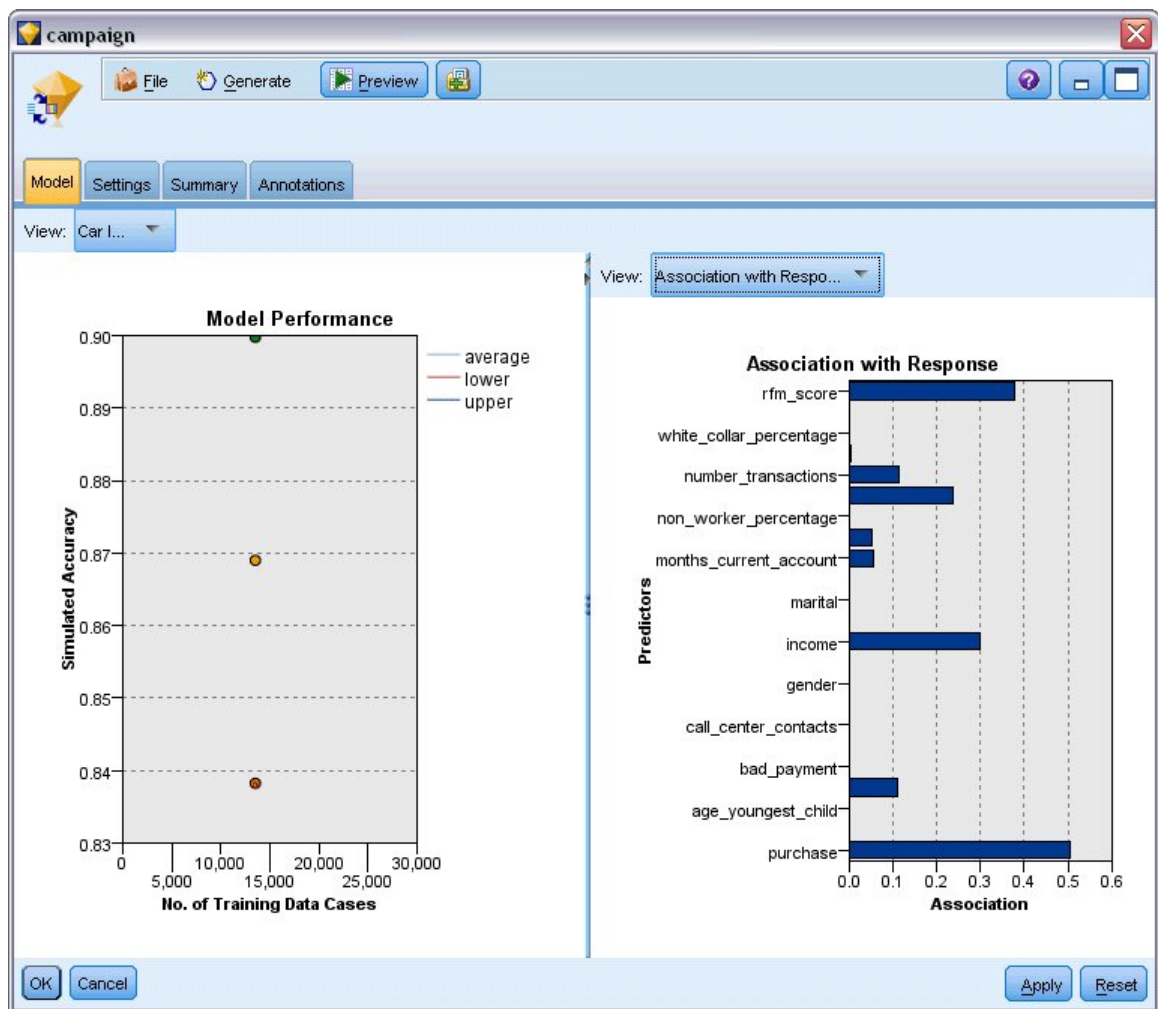 campaign
File Generate Preview
Model Settings Summary Annotations
View: Car l...
Model Performance
0.90
0.89
0.88
0.87
0.86
0.85
0.84
0.83
Simulated Accuracy
0 10,000 20,000 30,000
5,000 15,000 25,000
No. of Training Data Cases
average
lower
upper
View: Association with Respo...
Association with Response
rfm_score
white_collar_percentage
number_transactions
non_worker_percentage
months_current_account
marital
income
gender
call_center_contacts
bad_payment
age_youngest_child
purchase
Predictors
0.0 0.1 0.2 0.3 0.4 0.5 0.6
Association
OK Cancel Apply Reset